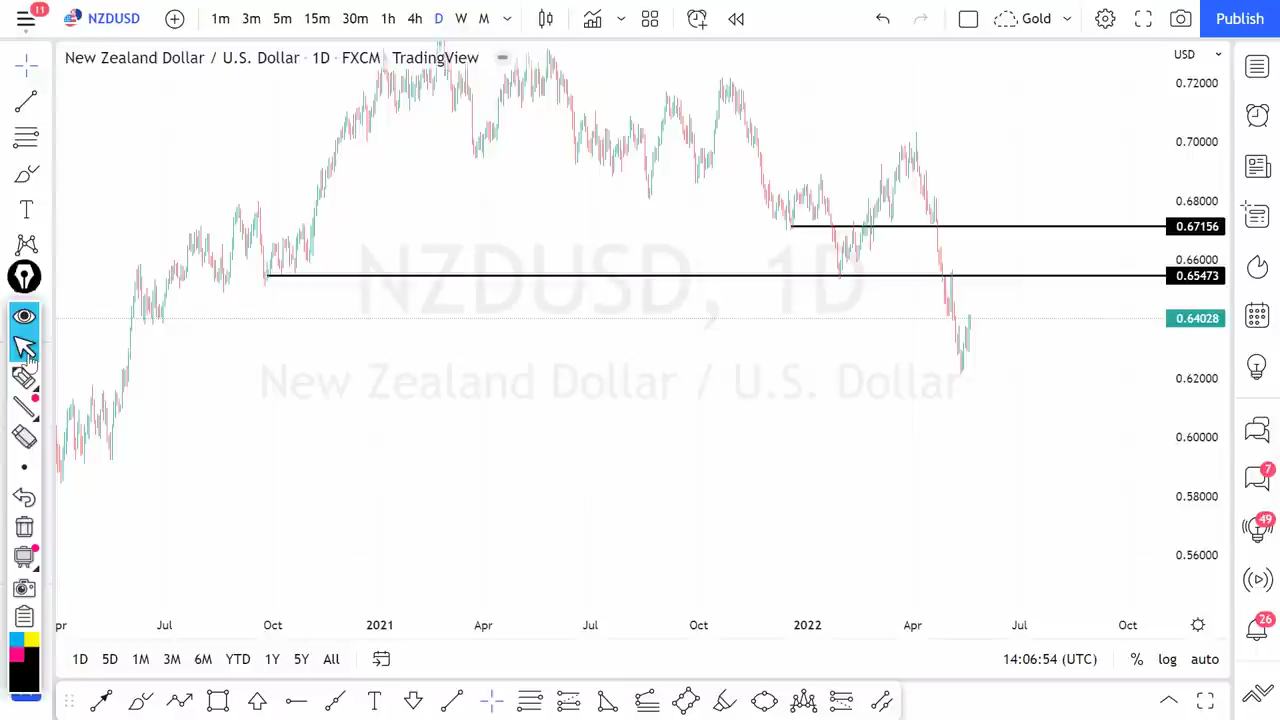 11
NZDUSD
1m 3m 5m 15m 30m 1h 4h D W M
Gold
Publish
New Zealand Dollar / U.S. Dollar · 1D · FXCM TradingView
USD
0.72000
0.70000
0.68000
0.67156
0.66000
0.65473
0.64028
0.62000
0.60000
0.58000
0.56000
NZDUSD, 1D
New Zealand Dollar / U.S. Dollar
pr Jul Oct 2021 Apr Jul Oct 2022 Apr Jul Oct
1D 5D 1M 3M 6M YTD 1Y 5Y All
14:06:54 (UTC) % log auto
T
T
7
49
26